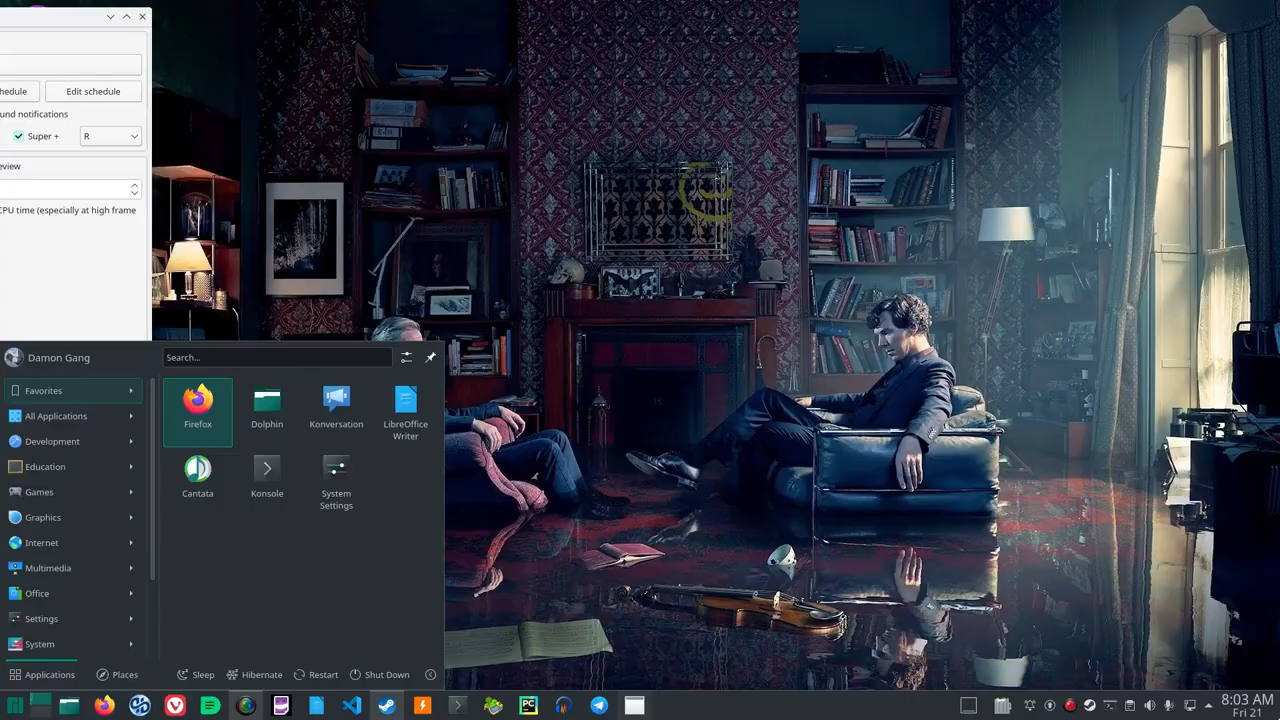 hedule
Edit schedule
und notifications
Super +
R
eview
CPU time (especially at high frame
Damon Gang
Search...
Favorites
All Applications
Development
Education
Games
Graphics
Internet
Multimedia
Office
Settings
System
Firefox
Dolphin
Konversation
LibreOffice
Writer
Cantata
Konsole
System
Settings
Applications
Places
Sleep
Hibernate
Restart
Shut Down
PC
8:03 AM
Fri 21